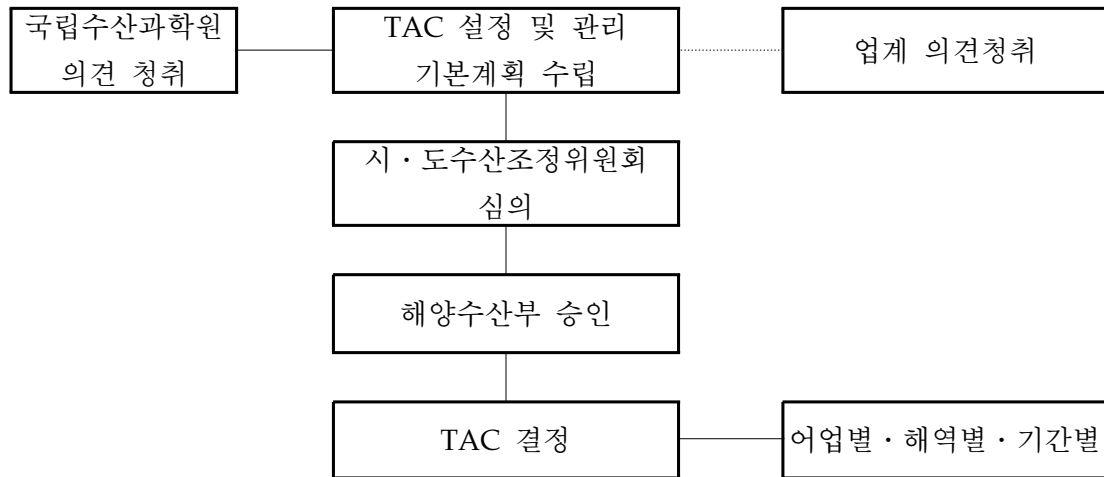 국립수산과학원
의견 청취
TAC 설정 및 관리
기본계획 수립
업계 의견청취
시·도수산조정위원회
심의
해양수산부 승인
TAC 결정
어업별·해역별·기간별